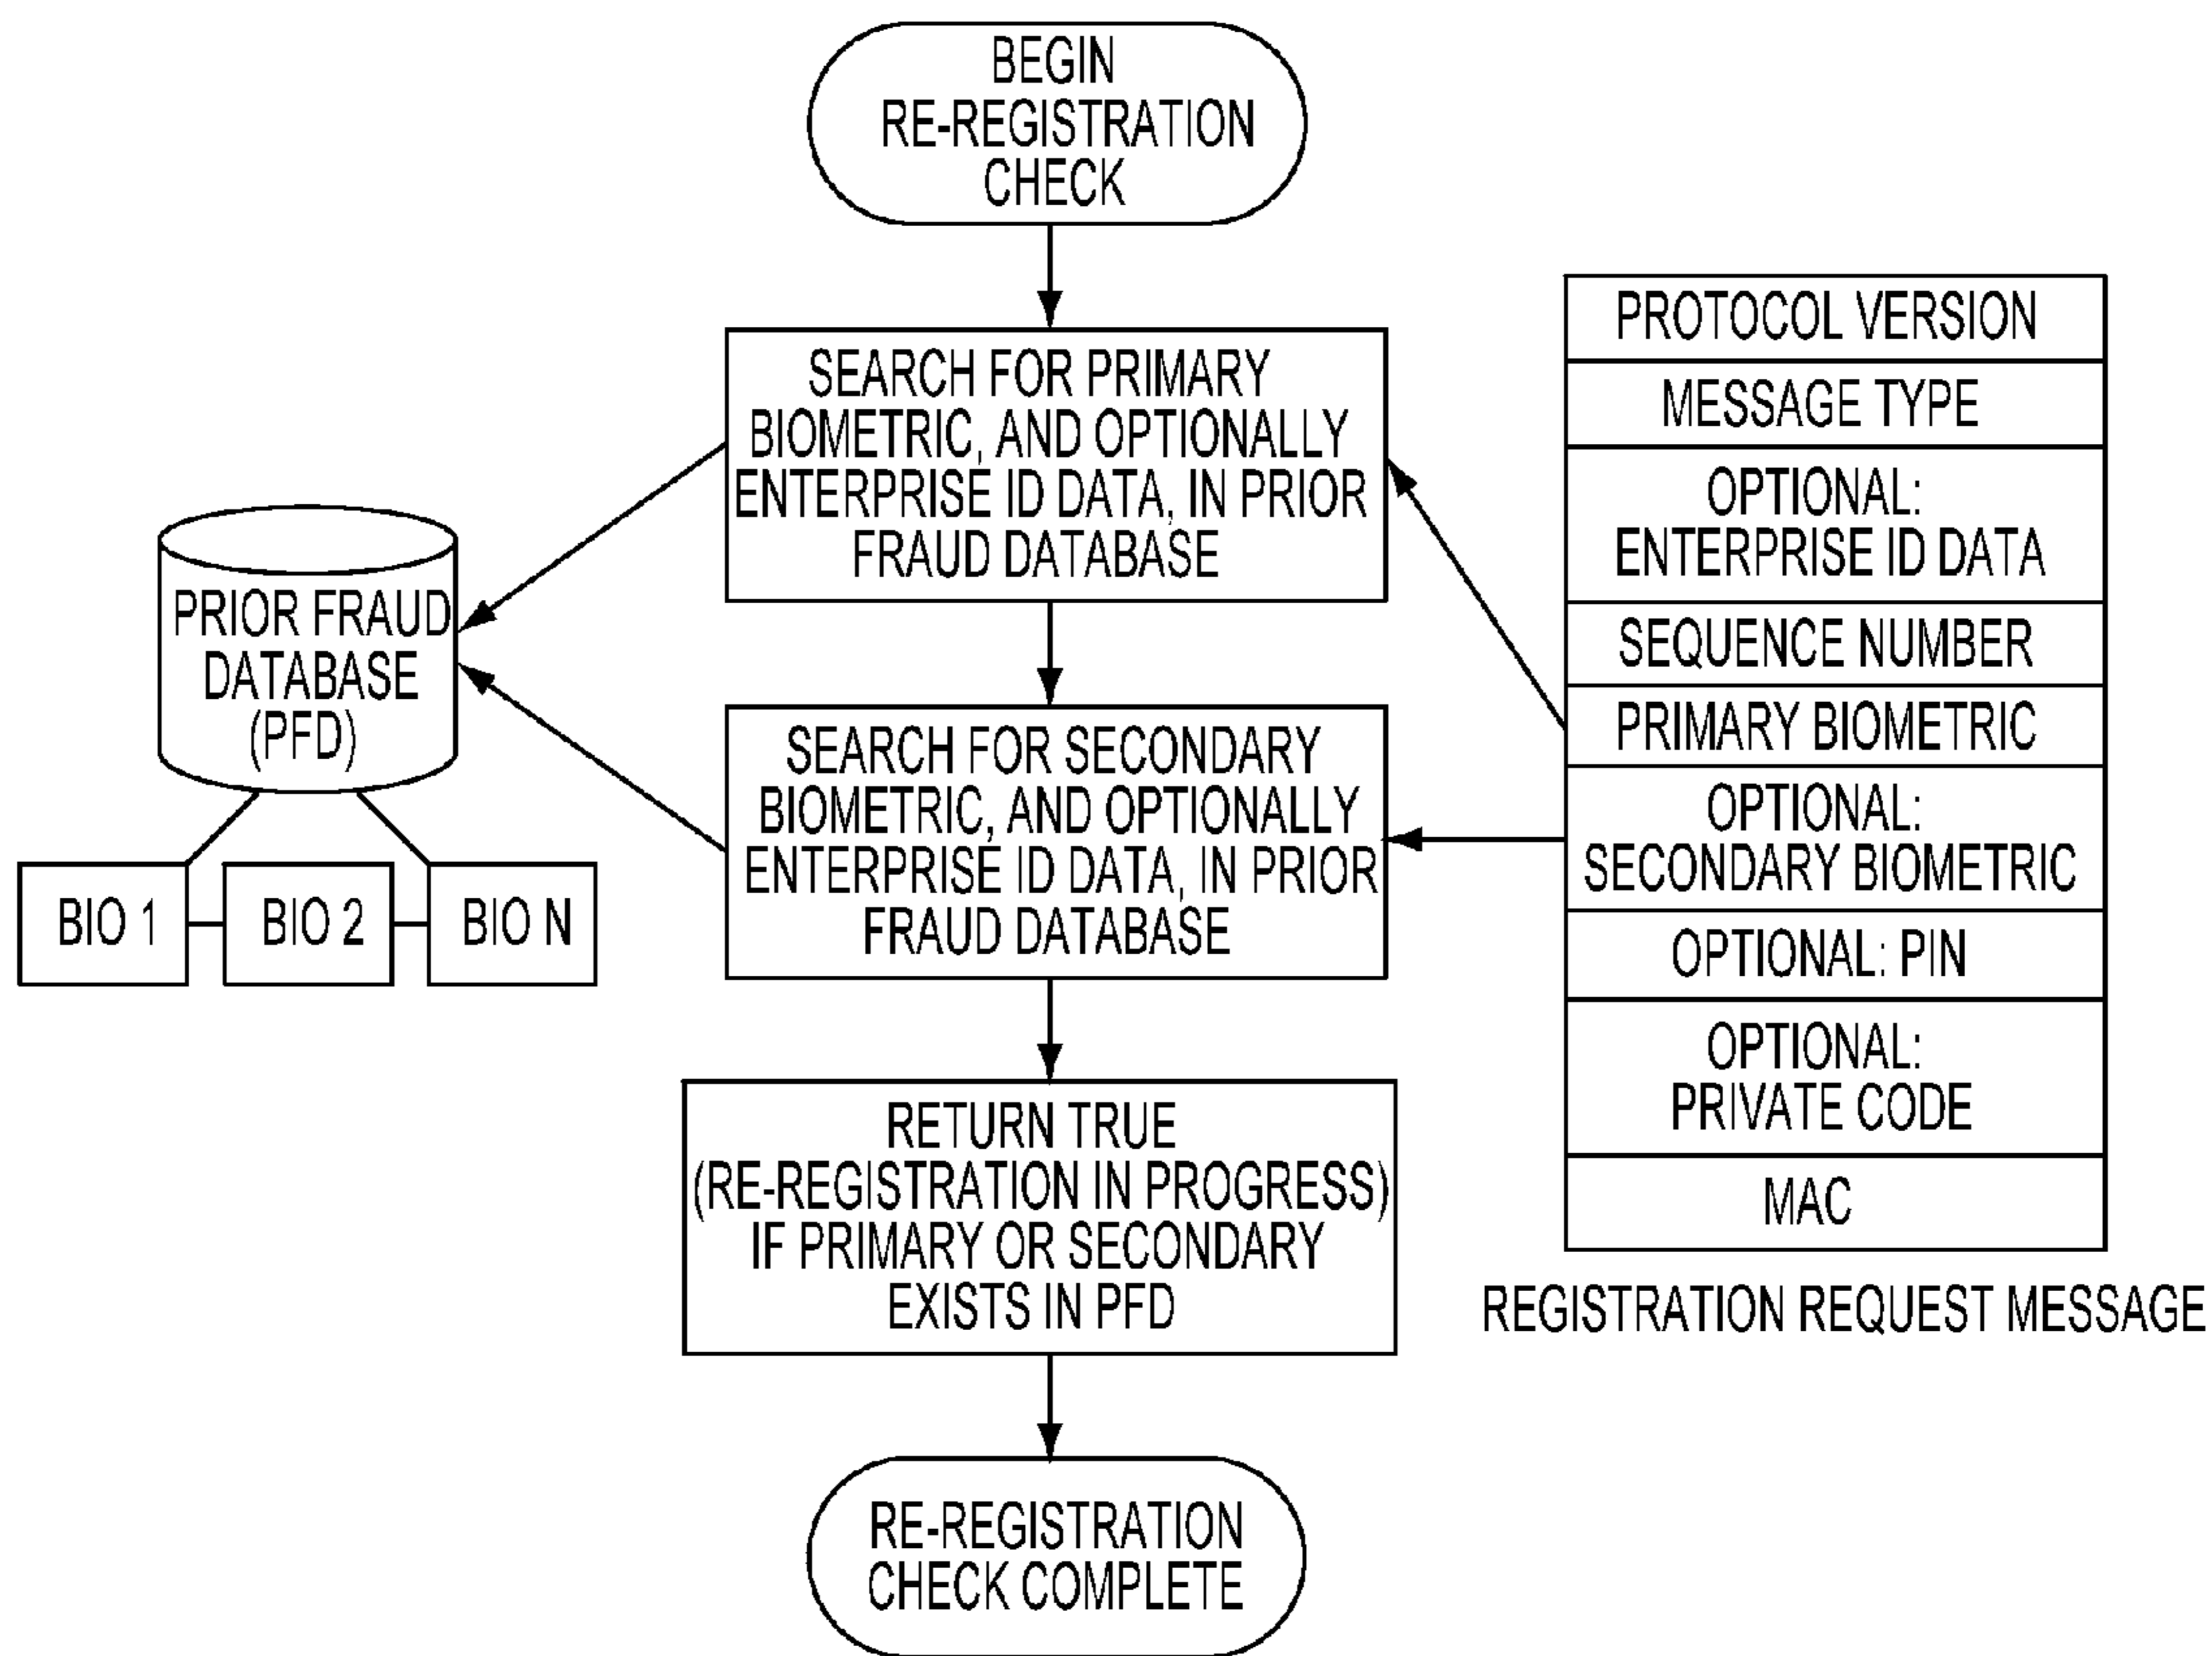 BEGIN
RE-REGISTRATION
CHECK
SEARCH FOR PRIMARY
BIOMETRIC, AND OPTIONALLY
ENTERPRISE ID DATA, IN PRIOR
FRAUD DATABASE
PRIOR FRAUD
DATABASE
(PFD)
BIO 1
BIO 2
BIO N
SEARCH FOR SECONDARY
BIOMETRIC, AND OPTIONALLY
ENTERPRISE ID DATA, IN PRIOR
FRAUD DATABASE
RETURN TRUE
(RE-REGISTRATION IN PROGRESS)
IF PRIMARY OR SECONDARY
EXISTS IN PFD
RE-REGISTRATION
CHECK COMPLETE
PROTOCOL VERSION
MESSAGE TYPE
OPTIONAL:
ENTERPRISE ID DATA
SEQUENCE NUMBER
PRIMARY BIOMETRIC
OPTIONAL:
SECONDARY BIOMETRIC
OPTIONAL: PIN
OPTIONAL:
PRIVATE CODE
MAC
REGISTRATION REQUEST MESSAGE